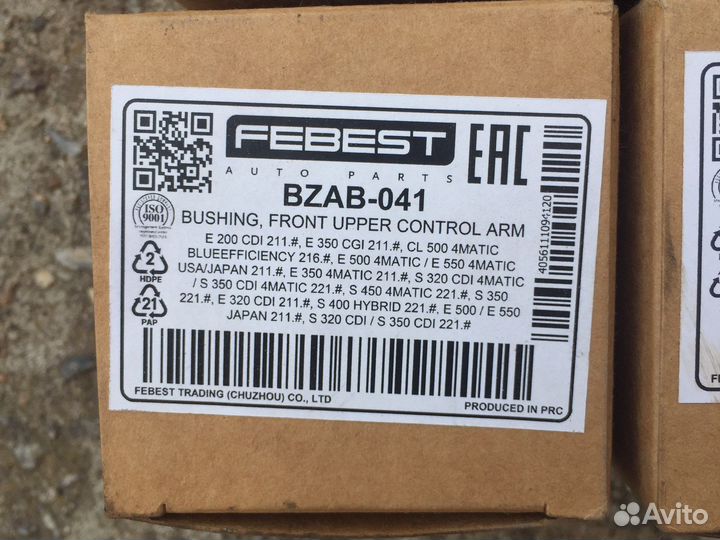 FEBEST
AUTO PARTS
EAC
BZAB-041
BUSHING, FRONT UPPER CONTROL ARM
E 200 CDI 211.#, E 350 CGI 211.#, CL 500 4MATIC
BLUEEFFICIENCY 216.#, E 500 4MATIC / E 550 4MATIC
USA/JAPAN 211.#, E 350 4MATIC 211.#, S 320 CDI 4MATIC
/ S 350 CDI 4MATIC 221.#, S 450 4MATIC 221.#, S 350
221.#, E 320 CDI 211.#, S 400 HYBRID 221.#, E 500 / E 550
JAPAN 211.#, S 320 CDI / S 350 CDI 221.#
ISO
9001
2
HDPE
21
PAP
4056111094120
FEBEST TRADING (CHUZHOU) CO., LTD
PRODUCED IN PRC
FE
Avito